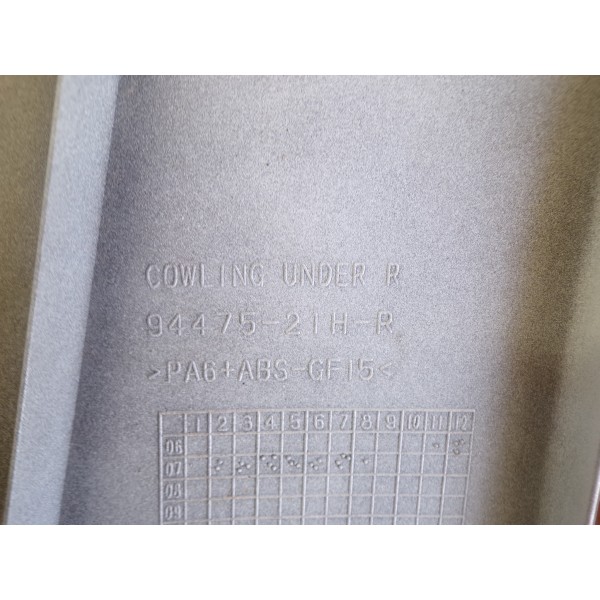 COWLING UNDER R
94475-21H-R
>PA6+ABS-GF15<
1 2 3 4 5 6 7 8 9 10 11 12
06
07
08
09